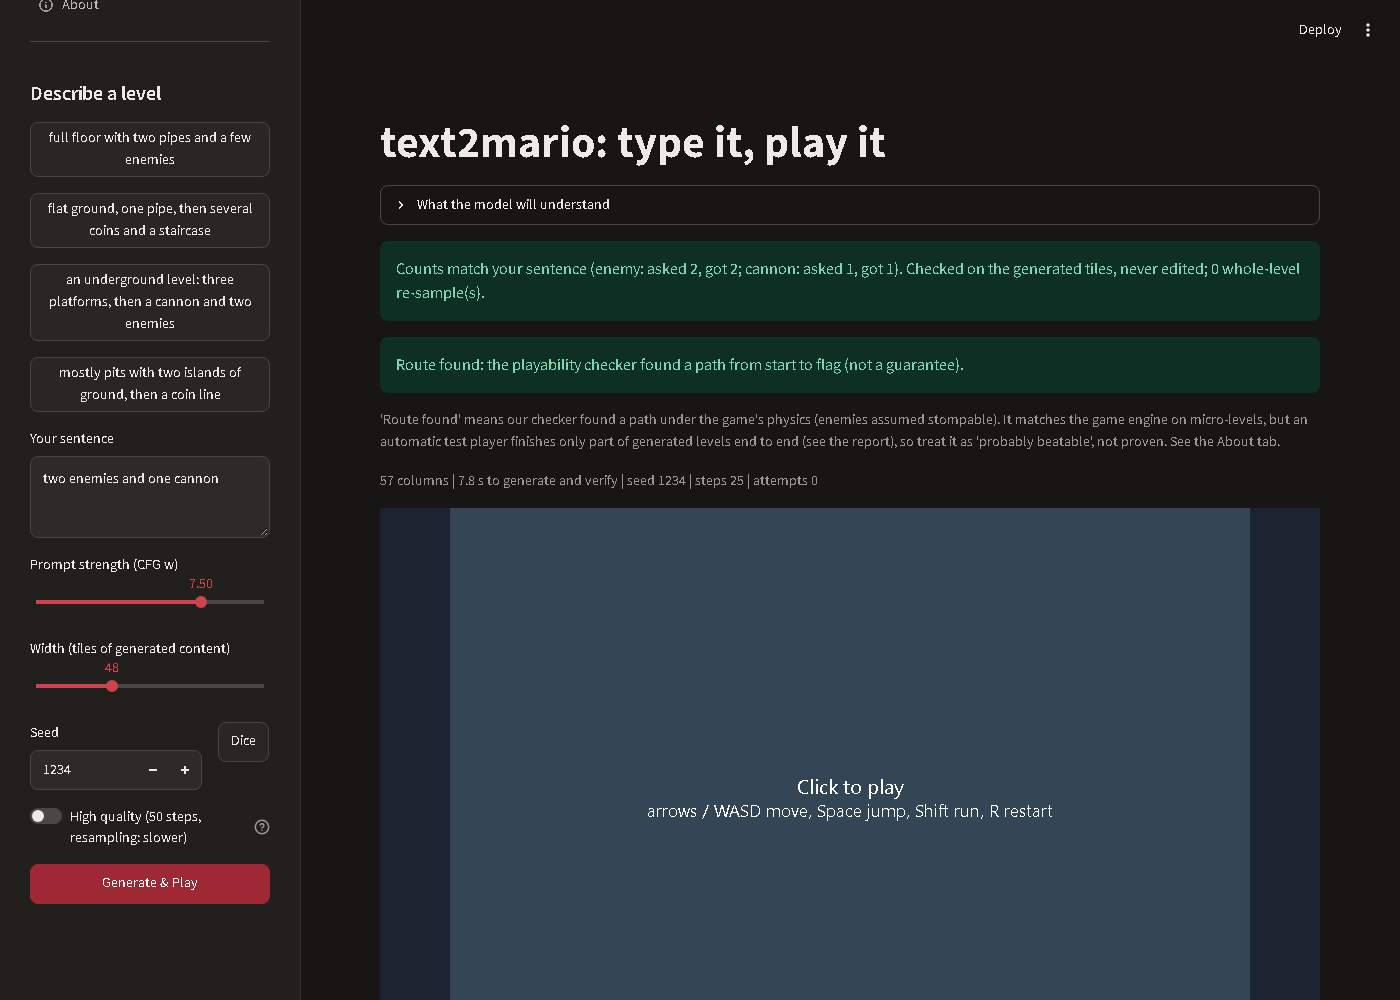 About
Describe a level
full floor with two pipes and a few
enemies
flat ground, one pipe, then several
coins and a staircase
an underground level: three
platforms, then a cannon and two
enemies
mostly pits with two islands of
ground, then a coin line
Your sentence
two enemies and one cannon
Prompt strength (CFG w)
7.50
Width (tiles of generated content)
48
Seed
Dice
1234
High quality (50 steps,
resampling; slower)
Generate & Play
Deploy
text2mario: type it, play it
What the model will understand
Counts match your sentence (enemy: asked 2, got 2; cannon: asked 1, got 1). Checked on the generated tiles, never edited; 0 whole-level
re-sample(s).
Route found: the playability checker found a path from start to flag (not a guarantee).
'Route found' means our checker found a path under the game's physics (enemies assumed stompable). It matches the game engine on micro-levels, but an
automatic test player finishes only part of generated levels end to end (see the report), so treat it as 'probably beatable', not proven. See the About tab.
57 columns | 7.8 s to generate and verify | seed 1234 | steps 25 | attempts 0
Click to play
arrows / WASD move, Space jump, Shift run, R restart